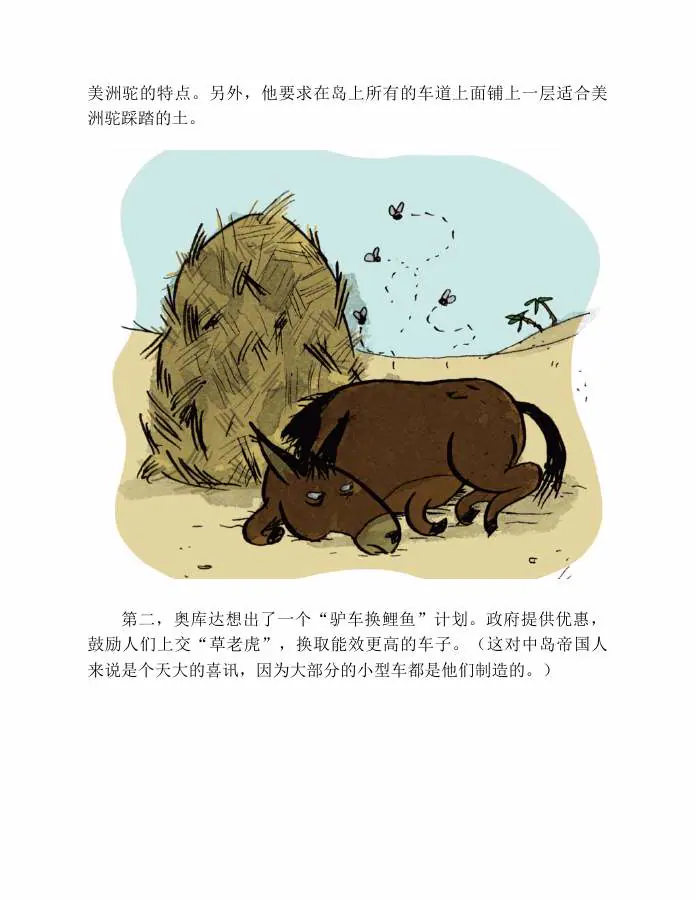 美洲驼的特点。另外，他要求在岛上所有的车道上面铺上一层适合美
洲驼踩踏的土。
第二，奥库达想出了一个“驴车换鲤鱼”计划。政府提供优惠，
鼓励人们上交“草老虎”，换取能效更高的车子。（这对中岛帝国人
来说是个天大的喜讯，因为大部分的小型车都是他们制造的。）